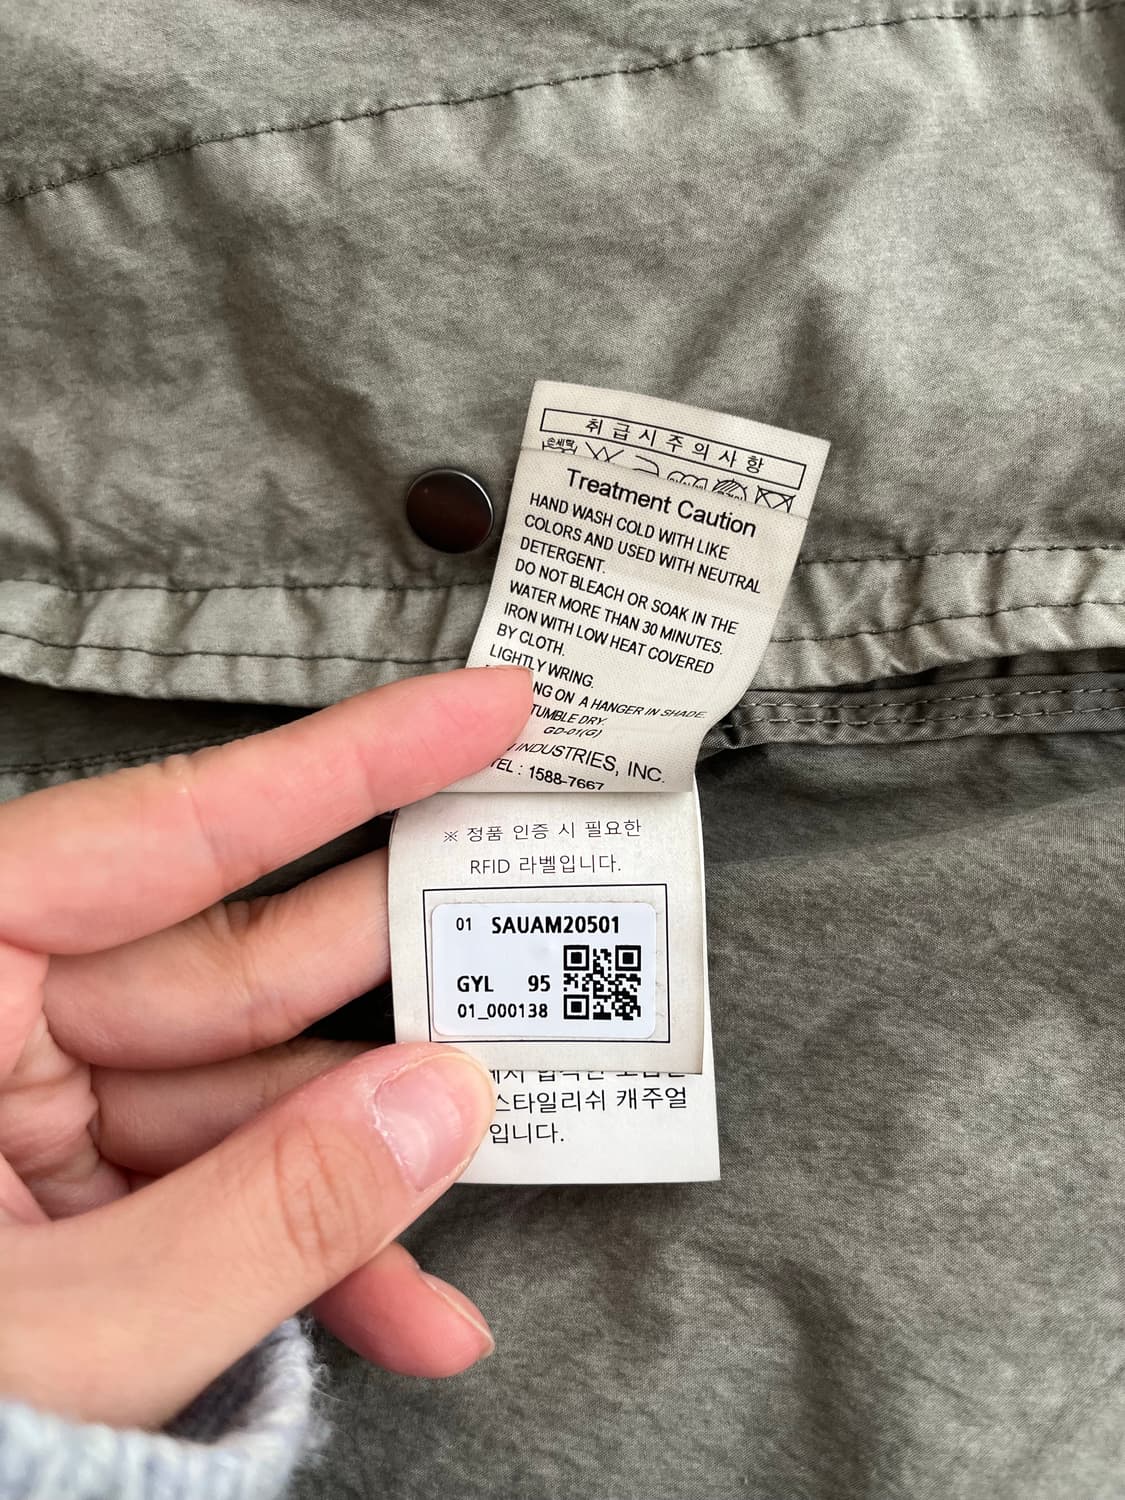 취급시주의사항
손세탁
Treatment Caution
HAND WASH COLD WITH LIKE
COLORS AND USED WITH NEUTRAL
DETERGENT.
DO NOT BLEACH OR SOAK IN THE
WATER MORE THAN 30 MINUTES.
IRON WITH LOW HEAT COVERED
BY CLOTH.
LIGHTLY WRING.
NG ON A HANGER IN SHADE.
TUMBLE DRY.
GD-01(G)
INDUSTRIES, INC.
TEL : 1588-7667
※ 정품 인증 시 필요한
RFID 라벨입니다.
01 SAUAM20501
GYL 95
01_000138
스타일리쉬 캐주얼
입니다.